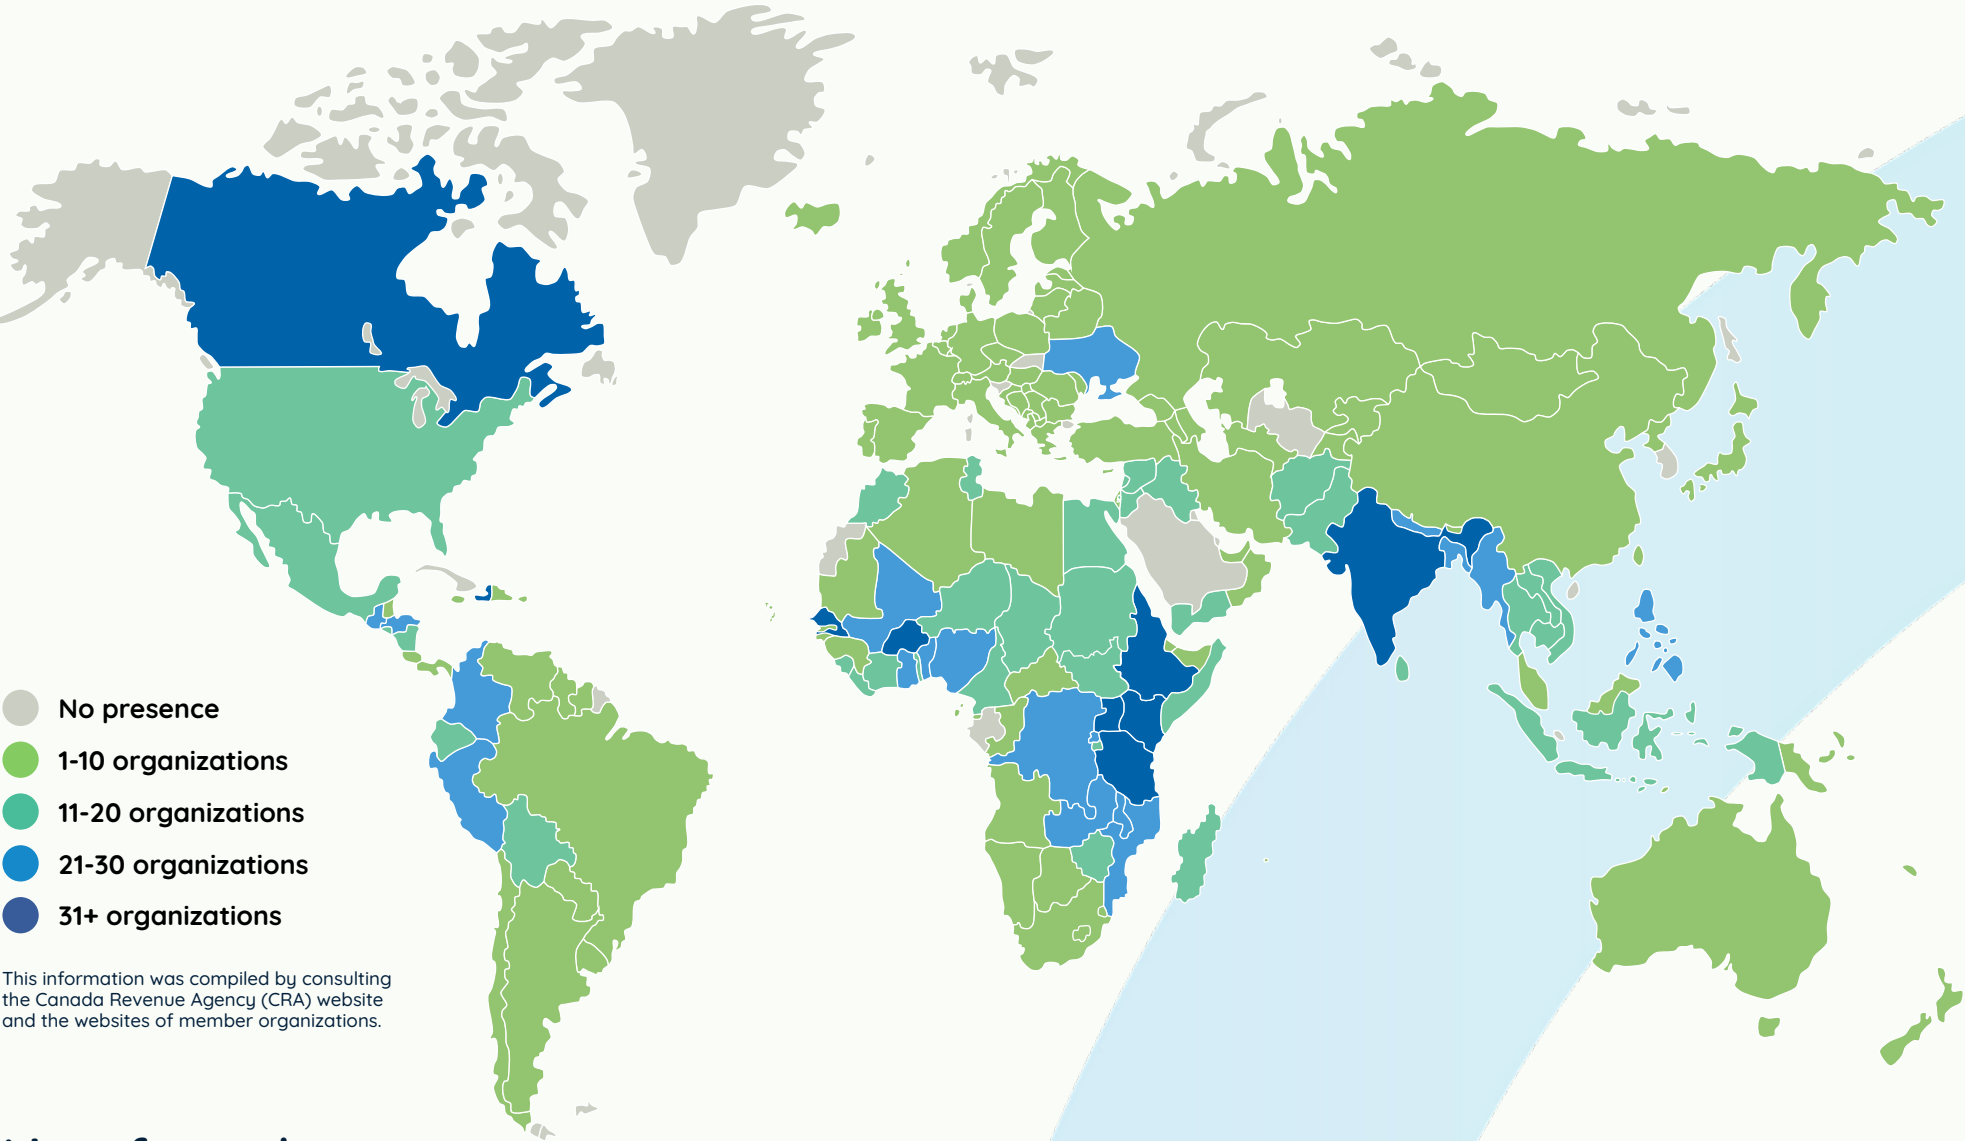 No presence
1-10 organizations
11-20 organizations
21-30 organizations
31+ organizations
This information was compiled by consulting
the Canada Revenue Agency (CRA) website
and the websites of member organizations.